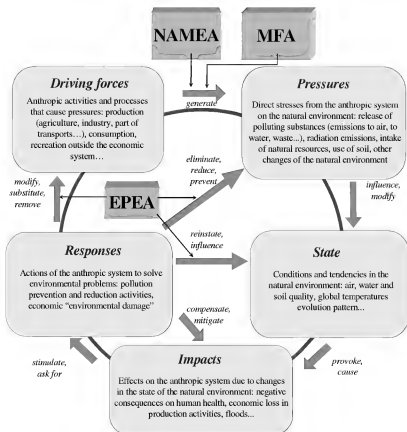 NAMEA
MFA
Driving forces
Anthropic activities and processes
that cause pressures: production
(agriculture, industry, part of
transports…), consumption,
recreation outside the economic
system…
generate
Pressures
Direct stresses from the anthropic system
on the natural environment: release of
polluting substances (emissions to air, to
water, waste...), radiation emissions, intake
of natural resources, use of soil, other
changes of the natural environment
modify,
substitute,
remove
EPEA
eliminate,
reduce,
prevent
influence,
modify
Responses
Actions of the anthropic system to solve
environmental problems: pollution
prevention and reduction activities,
economic “environmental damage”
reinstate,
influence
State
Conditions and tendencies in the
natural environment: air, water and
soil quality, global temperatures
evolution pattern...
compensate,
mitigate
stimulate,
ask for
Impacts
Effects on the anthropic system due to changes
in the state of the natural environment: negative
consequences on human health, economic loss in
production activities, floods...
provoke,
cause